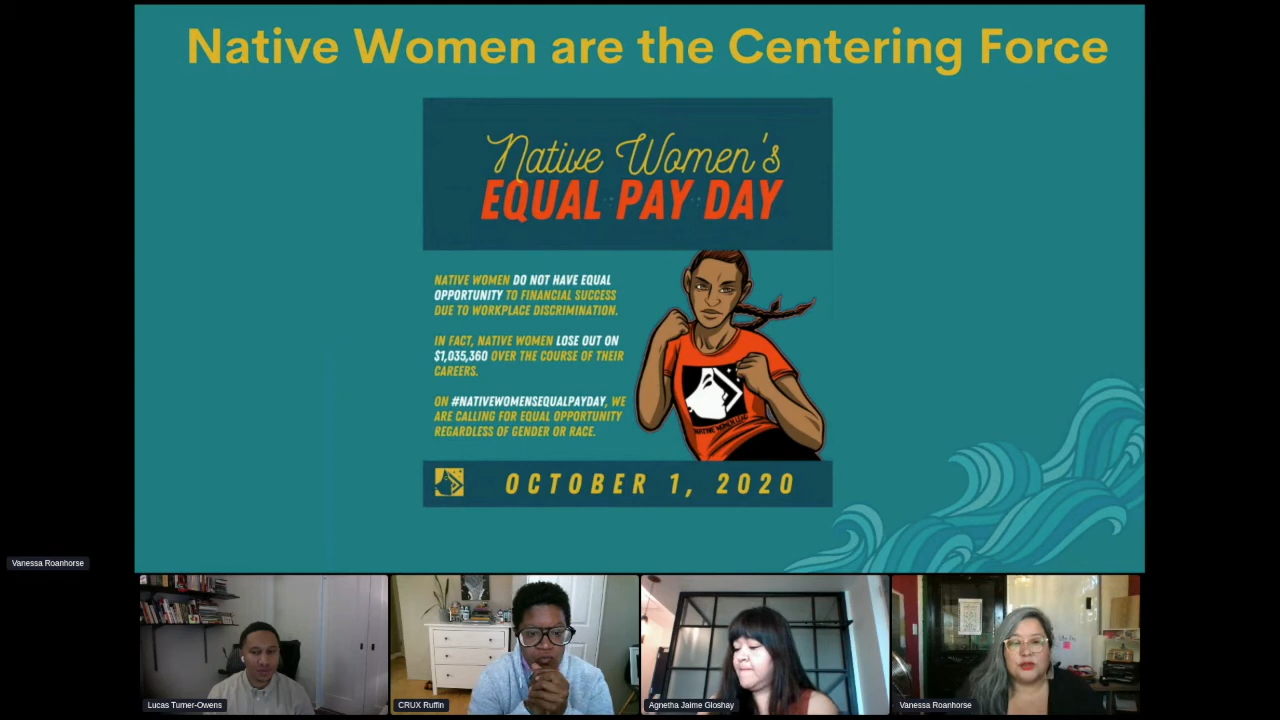 Native Women are the Centering Force
Native Women's
EQUAL PAY DAY
NATIVE WOMEN DO NOT HAVE EQUAL
OPPORTUNITY TO FINANCIAL SUCCESS
DUE TO WORKPLACE DISCRIMINATION.
IN FACT, NATIVE WOMEN LOSE OUT ON
$1,035,360 OVER THE COURSE OF THEIR
CAREERS.
ON #NATIVEWOMENSEQUALPAYDAY, WE
ARE CALLING FOR EQUAL OPPORTUNITY
REGARDLESS OF GENDER OR RACE.
NATIVE WOMEN
OCTOBER 1, 2020
Vanessa Roanhorse
Lucas Turner-Owens
CRUX Ruffin
Agnetha Jaime Gloshay
Vanessa Roanhorse